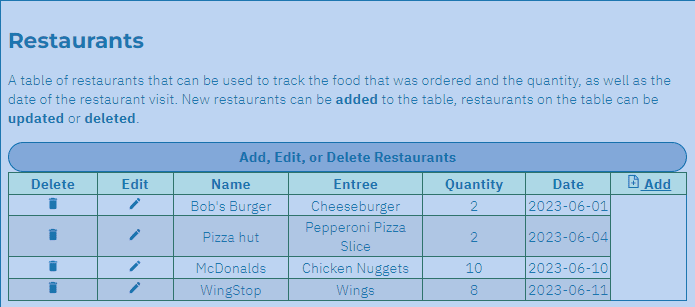 Restaurants
A table of restaurants that can be used to track the food that was ordered and the quantity, as well as the
date of the restaurant visit. New restaurants can be added to the table, restaurants on the table can be
updated or deleted.
Add, Edit, or Delete Restaurants
Delete Edit Name Entree Quantity Date Add
Bob's Burger Cheeseburger 2 2023-06-01
Pizza hut Pepperoni Pizza 2 2023-06-04
Slice
McDonalds Chicken Nuggets 10 2023-06-10
WingStop Wings 8 2023-06-11